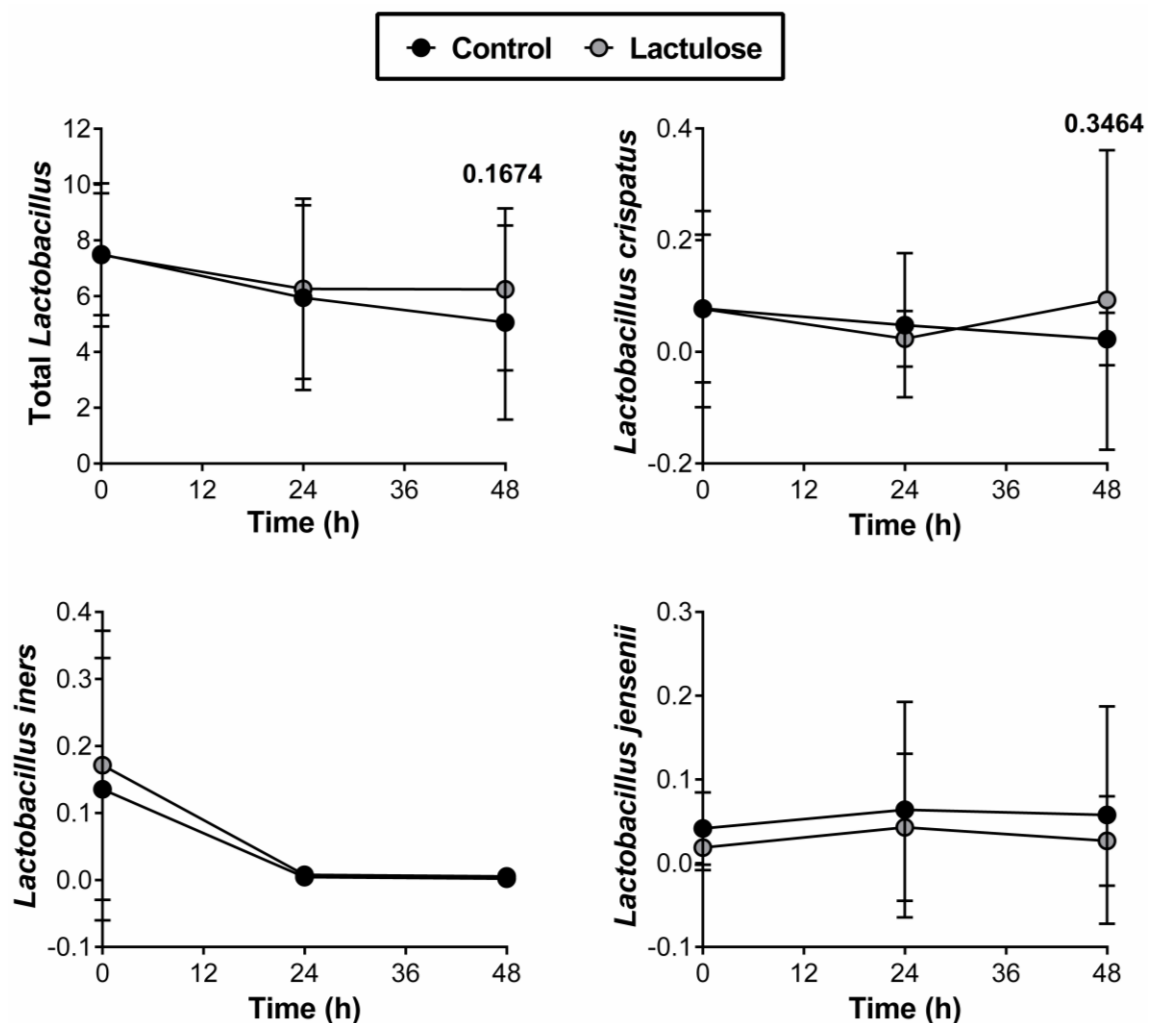 Control Lactulose
Total Lactobacillus
12
10
8
6
4
2
0
0.1674
0 12 24 36 48
Time (h)
Lactobacillus crispatus
0.4
0.2
0.0
-0.2
0.3464
0 12 24 36 48
Time (h)
Lactobacillus iners
0.4
0.3
0.2
0.1
0.0
-0.1
0 12 24 36 48
Time (h)
Lactobacillus jensenii
0.3
0.2
0.1
0.0
-0.1
0 12 24 36 48
Time (h)